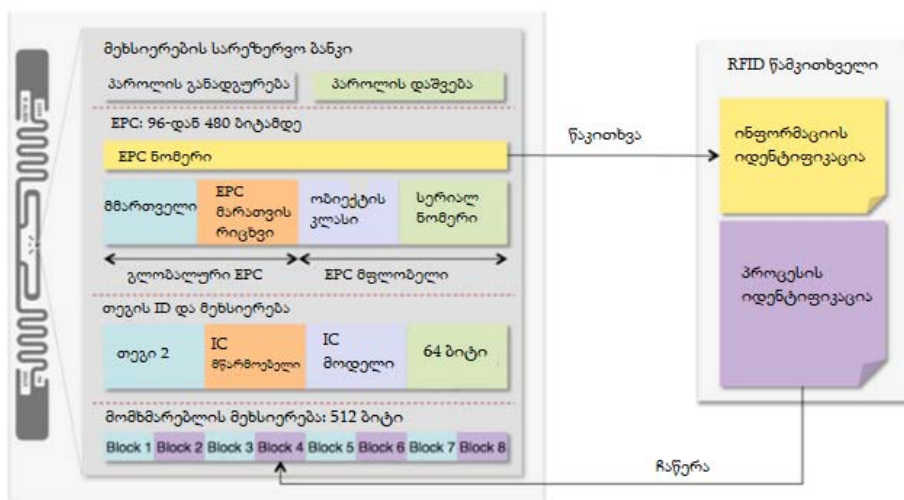 მეხსიერების სარეზერვო ბანკი
პაროლის განადგურება
პაროლის დაშვება
EPC: 96-დან 480 ბიტამდე
EPC ნომერი
მმართველი
EPC
მარათვის
რიცხვი
ობიექტის
კლასი
სერიალ
ნომერი
გლობალური EPC
EPC მფლობელი
თეგის ID და მეხსიერება
თეგი 2
IC
მწარმოებელი
IC
მოდელი
64 ბიტი
მომხმარებლის მეხსიერება: 512 ბიტი
Block 1 Block 2 Block 3 Block 4 Block 5 Block 6 Block 7 Block 8
წაკითხვა
RFID წამკითხველი
ინფორმაციის
იდენტიფიკაცია
პროცესის
იდენტიფიკაცია
ჩაწერა